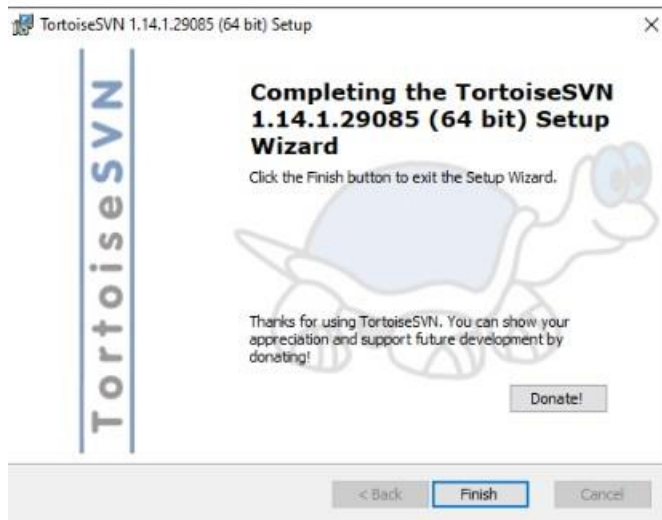 TortoiseSVN 1.14.1.29085 (64 bit) Setup
TortoiseSVN
Completing the TortoiseSVN
1.14.1.29085 (64 bit) Setup
Wizard
Click the Finish button to exit the Setup Wizard.
Thanks for using TortoiseSVN. You can show your
appreciation and support future development by
donating!
Donate!
< Back
Finish
Cancel